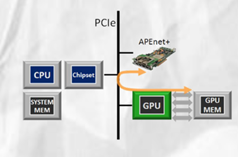 PCIe
APEnet+
CPU
Chipset
SYSTEM
MEM
GPU
GPU
MEM